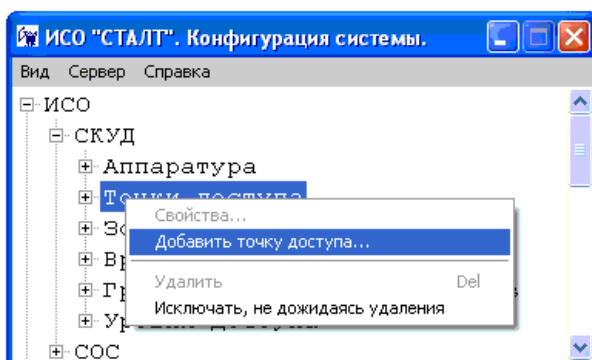 ИСО "СТАЛТ". Конфигурация системы.
Вид Сервер Справка
ИСО
СКУД
Аппаратура
Точки доступа
Свойства...
Добавить точку доступа...
Удалить Del
Исключать, не дожидаясь удаления
СОС